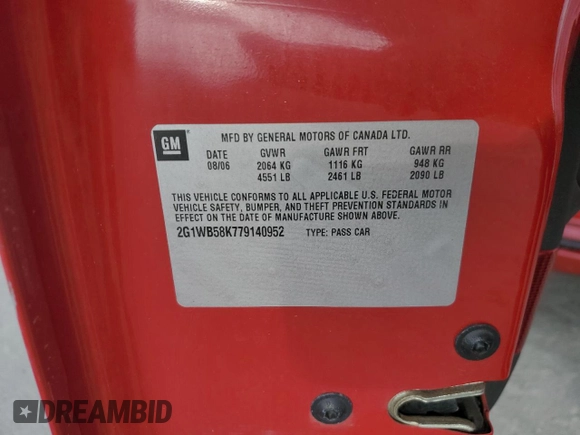 GM
MFD BY GENERAL MOTORS OF CANADA LTD.
DATE GVWR GAWR FRT GAWR RR
08/06 2064 KG 1116 KG 948 KG
4551 LB 2461 LB 2090 LB
THIS VEHICLE CONFORMS TO ALL APPLICABLE U.S. FEDERAL MOTOR
VEHICLE SAFETY, BUMPER, AND THEFT PREVENTION STANDARDS IN
EFFECT ON THE DATE OF MANUFACTURE SHOWN ABOVE.
2G1WB58K779140952 TYPE: PASS CAR
DREAMBID